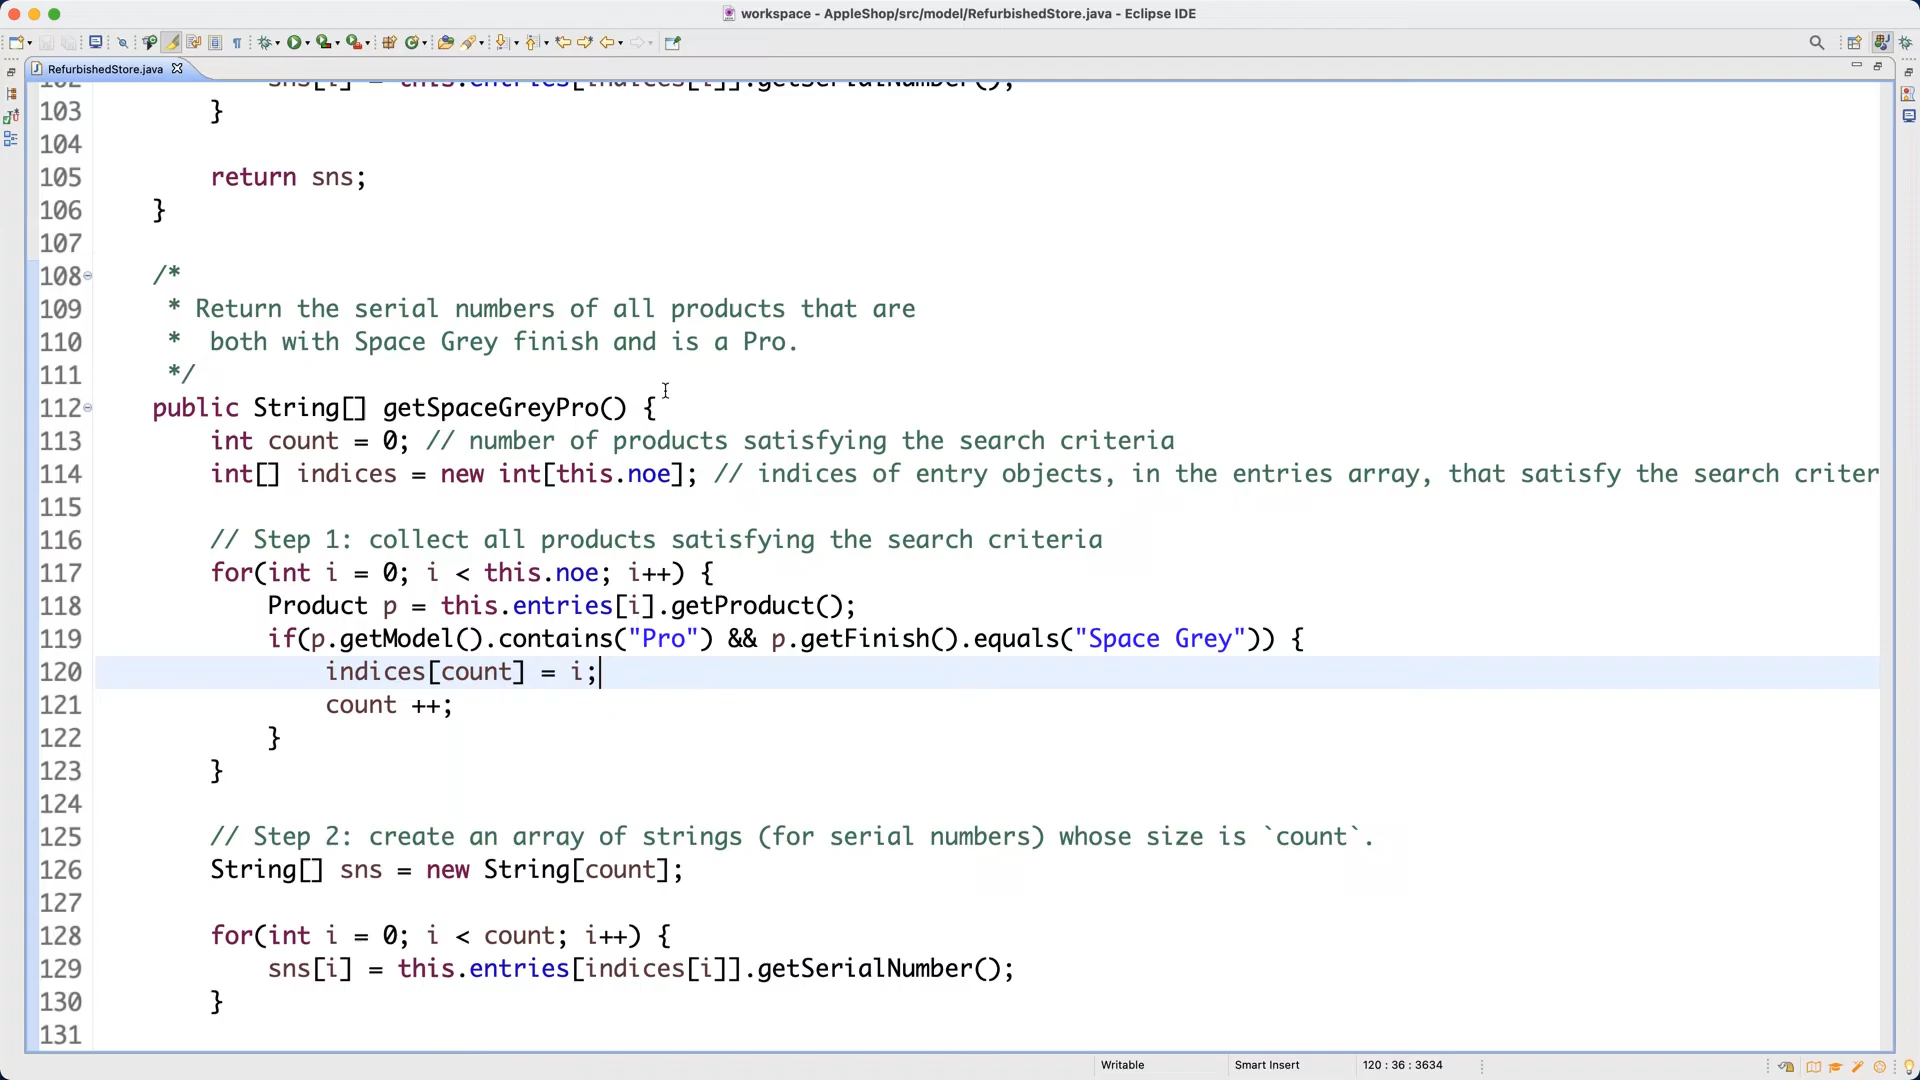 workspace - AppleShop/src/model/RefurbishedStore.java - Eclipse IDE
RefurbishedStore.java
102 sns[i] = this.entries[indices[i]].getSerialNumber();
103 }
104
105 return sns;
106 }
107
108 /*
109 * Return the serial numbers of all products that are
110 * both with Space Grey finish and is a Pro.
111 */
112 public String[] getSpaceGreyPro() {
113 int count = 0; // number of products satisfying the search criteria
114 int[] indices = new int[this.noe]; // indices of entry objects, in the entries array, that satisfy the search criter
115
116 // Step 1: collect all products satisfying the search criteria
117 for(int i = 0; i < this.noe; i++) {
118 Product p = this.entries[i].getProduct();
119 if(p.getModel().contains("Pro") && p.getFinish().equals("Space Grey")) {
120 indices[count] = i;
121 count ++;
122 }
123 }
124
125 // Step 2: create an array of strings (for serial numbers) whose size is `count`.
126 String[] sns = new String[count];
127
128 for(int i = 0; i < count; i++) {
129 sns[i] = this.entries[indices[i]].getSerialNumber();
130 }
131
Writable Smart Insert 120 : 36 : 3634